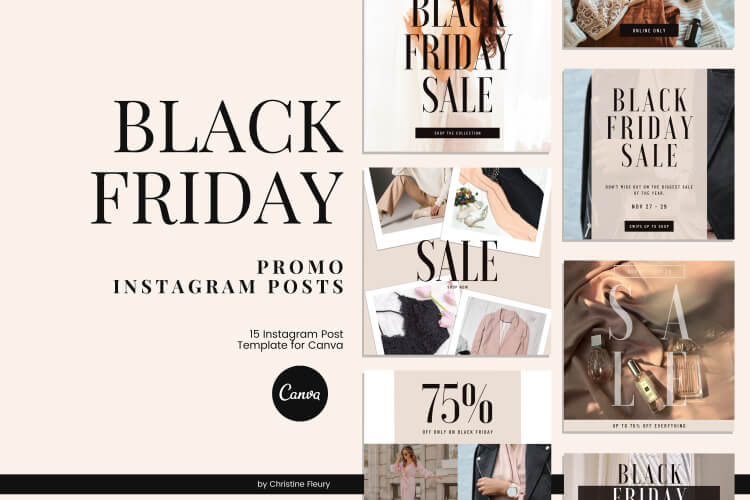 BLACK
FRIDAY
PROMO
INSTAGRAM POSTS
15 Instagram Post
Template for Canva
Canva
by Christine Fleury
BLACK
FRIDAY
SALE
SHOP THE COLLECTION
SALE
SHOP NOW
75%
OFF ONLY ON BLACK FRIDAY
ONLINE ONLY
BLACK
FRIDAY
SALE
DON'T MISS OUT ON THE BIGGEST SALE
OF THE YEAR.
NOV 27 - 29
SWIPE UP TO SHOP
SA
LE
UP TO 70% OFF EVERYTHING
BLACK
FRIDAY